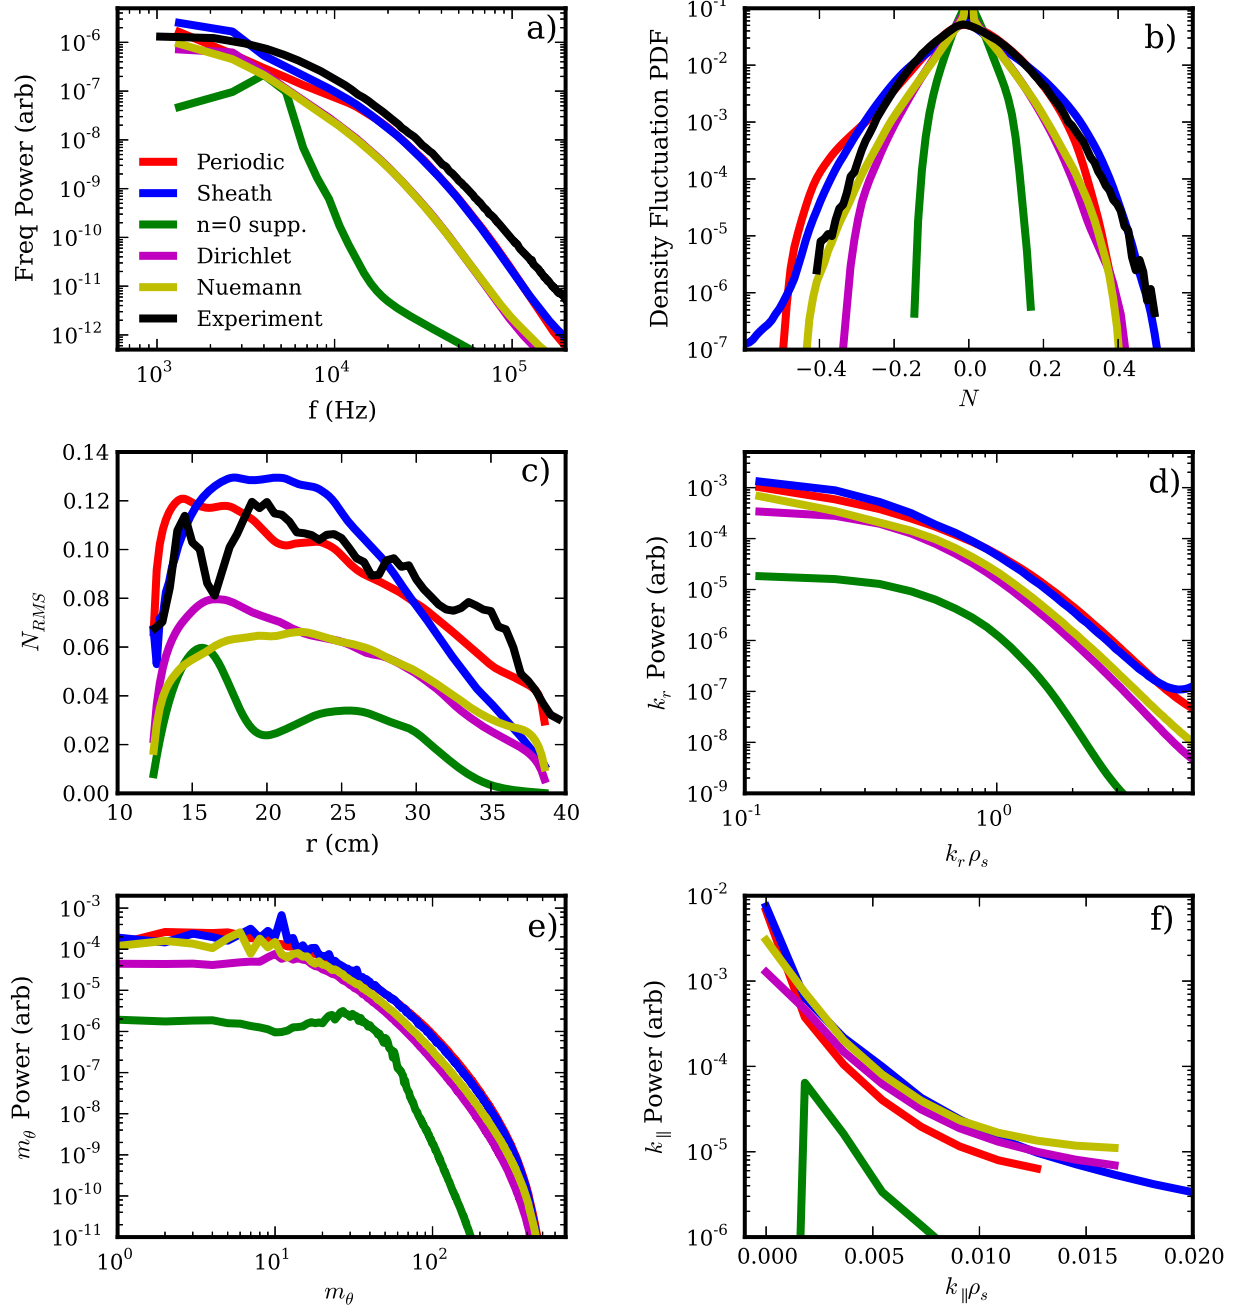 a)
Freq Power (arb)
10^-6
10^-7
10^-8
10^-9
10^-10
10^-11
10^-12
Periodic
Sheath
n=0 supp.
Dirichlet
Nuemann
Experiment
10^3 10^4 10^5
f (Hz)
b)
Density Fluctuation PDF
10^-1
10^-2
10^-3
10^-4
10^-5
10^-6
10^-7
−0.4 −0.2 0.0 0.2 0.4
N
c)
N_RMS
0.14
0.12
0.10
0.08
0.06
0.04
0.02
0.00
10 15 20 25 30 35 40
r (cm)
d)
k_r Power (arb)
10^-3
10^-4
10^-5
10^-6
10^-7
10^-8
10^-9
10^-1 10^0
k_r ρ_s
e)
m_θ Power (arb)
10^-3
10^-4
10^-5
10^-6
10^-7
10^-8
10^-9
10^-10
10^-11
10^0 10^1 10^2
m_θ
f)
k_∥ Power (arb)
10^-2
10^-3
10^-4
10^-5
10^-6
0.000 0.005 0.010 0.015 0.020
k_∥ρ_s